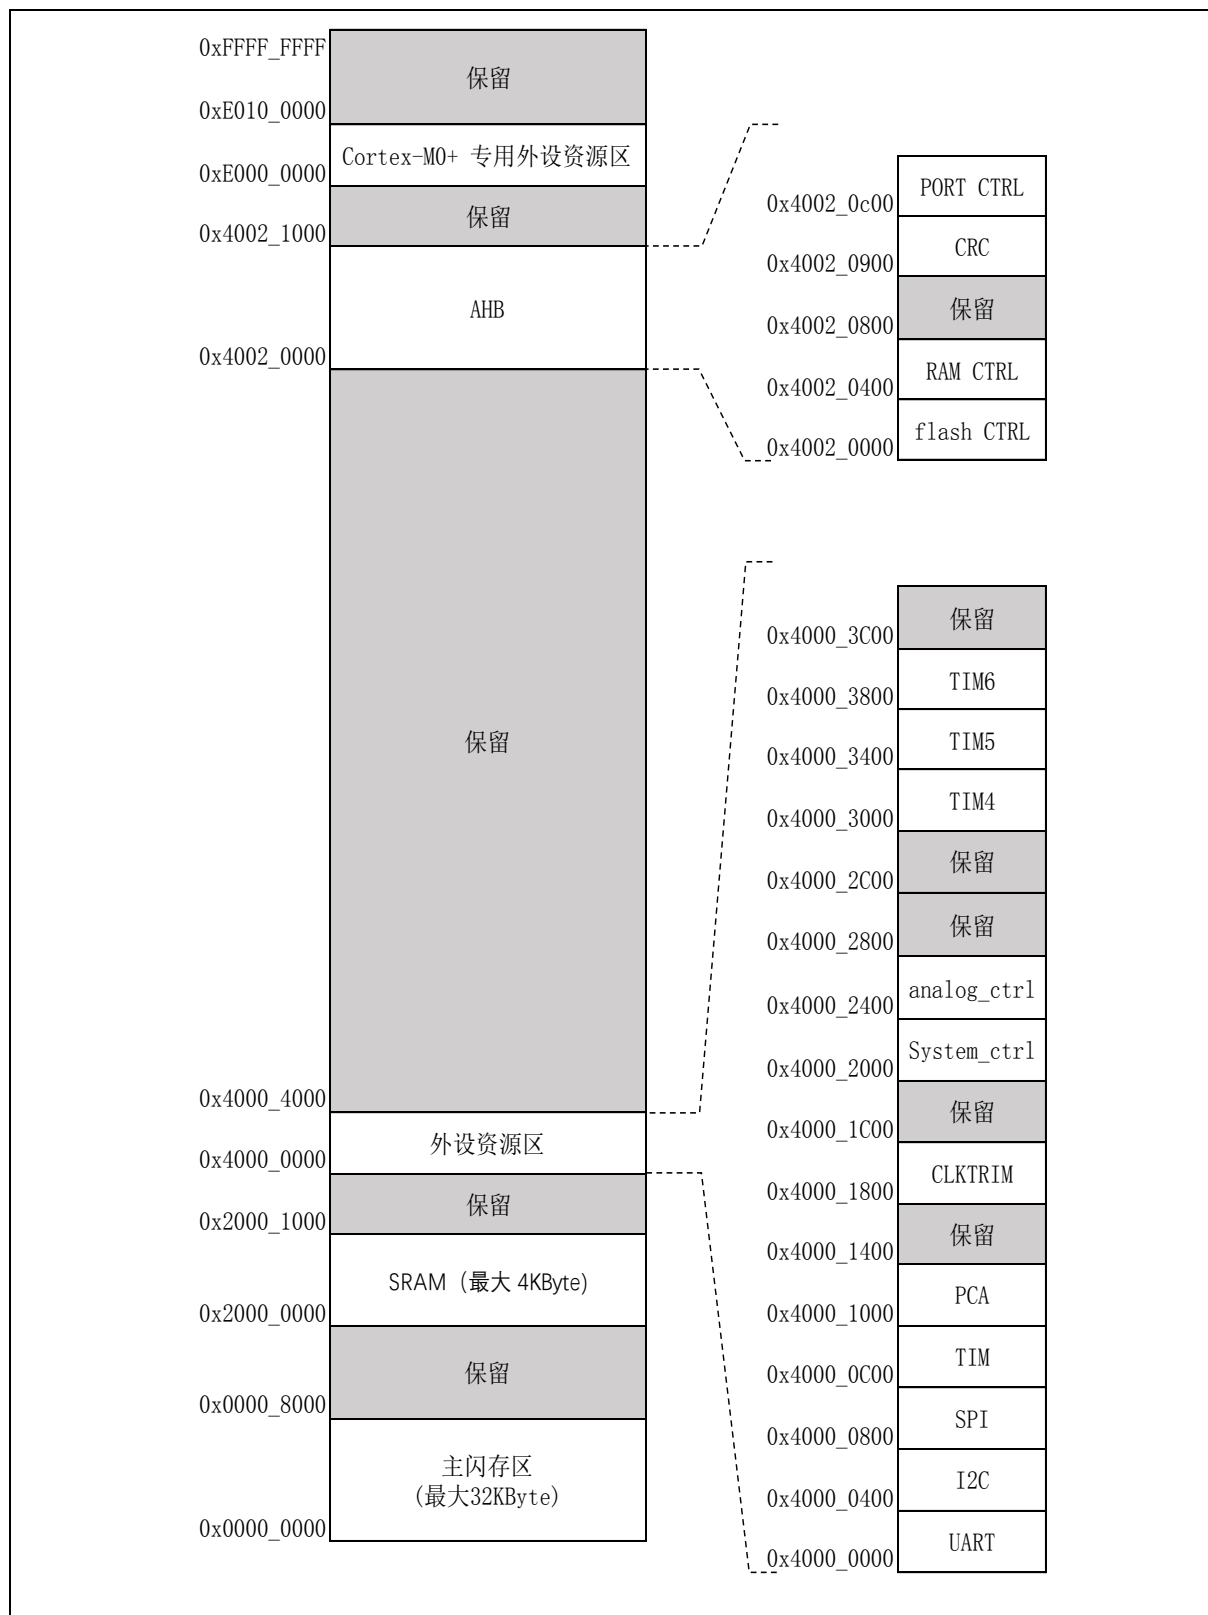 0xFFFF_FFFF
保留
0xE010_0000
Cortex-M0+ 专用外设资源区
0xE000_0000
保留
0x4002_1000
AHB
0x4002_0000
保留
0x4000_4000
外设资源区
0x4000_0000
保留
0x2000_1000
SRAM（最大 4KByte）
0x2000_0000
保留
0x0000_8000
主闪存区
(最大32KByte)
0x0000_0000
PORT CTRL
0x4002_0c00
CRC
0x4002_0900
保留
0x4002_0800
RAM CTRL
0x4002_0400
flash CTRL
0x4002_0000
保留
0x4000_3C00
TIM6
0x4000_3800
TIM5
0x4000_3400
TIM4
0x4000_3000
保留
0x4000_2C00
保留
0x4000_2800
analog_ctrl
0x4000_2400
System_ctrl
0x4000_2000
保留
0x4000_1C00
CLKTRIM
0x4000_1800
保留
0x4000_1400
PCA
0x4000_1000
TIM
0x4000_0C00
SPI
0x4000_0800
I2C
0x4000_0400
UART
0x4000_0000